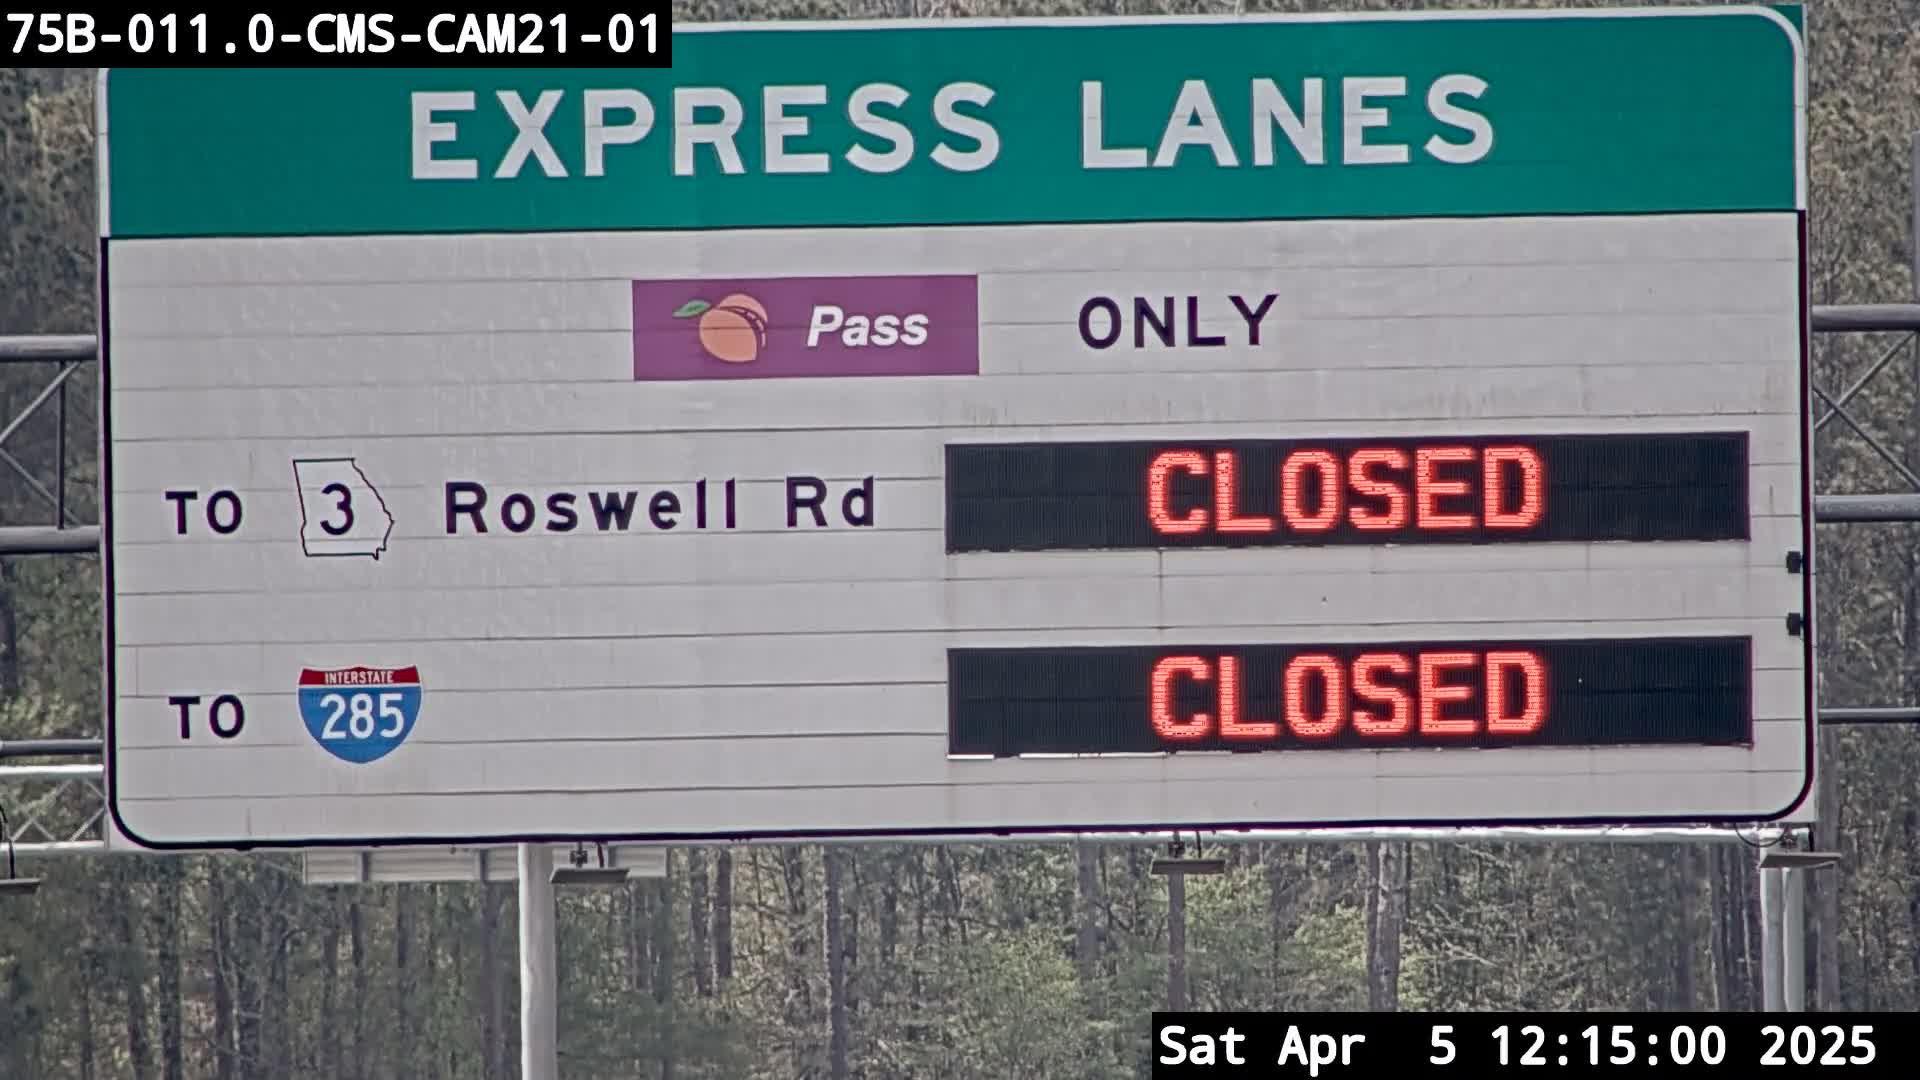 75B-011.0-CMS-CAM21-01
EXPRESS LANES
Pass ONLY
TO 3 Roswell Rd CLOSED
INTERSTATE
TO 285 CLOSED
Sat Apr 5 12:15:00 2025